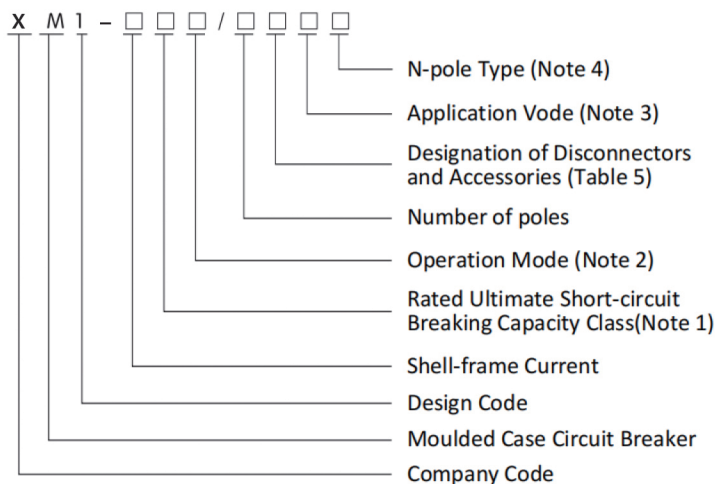 X M 1 – □ □ □ / □ □ □ □
N-pole Type (Note 4)
Application Vode (Note 3)
Designation of Disconnectors
and Accessories (Table 5)
Number of poles
Operation Mode (Note 2)
Rated Ultimate Short-circuit
Breaking Capacity Class(Note 1)
Shell-frame Current
Design Code
Moulded Case Circuit Breaker
Company Code